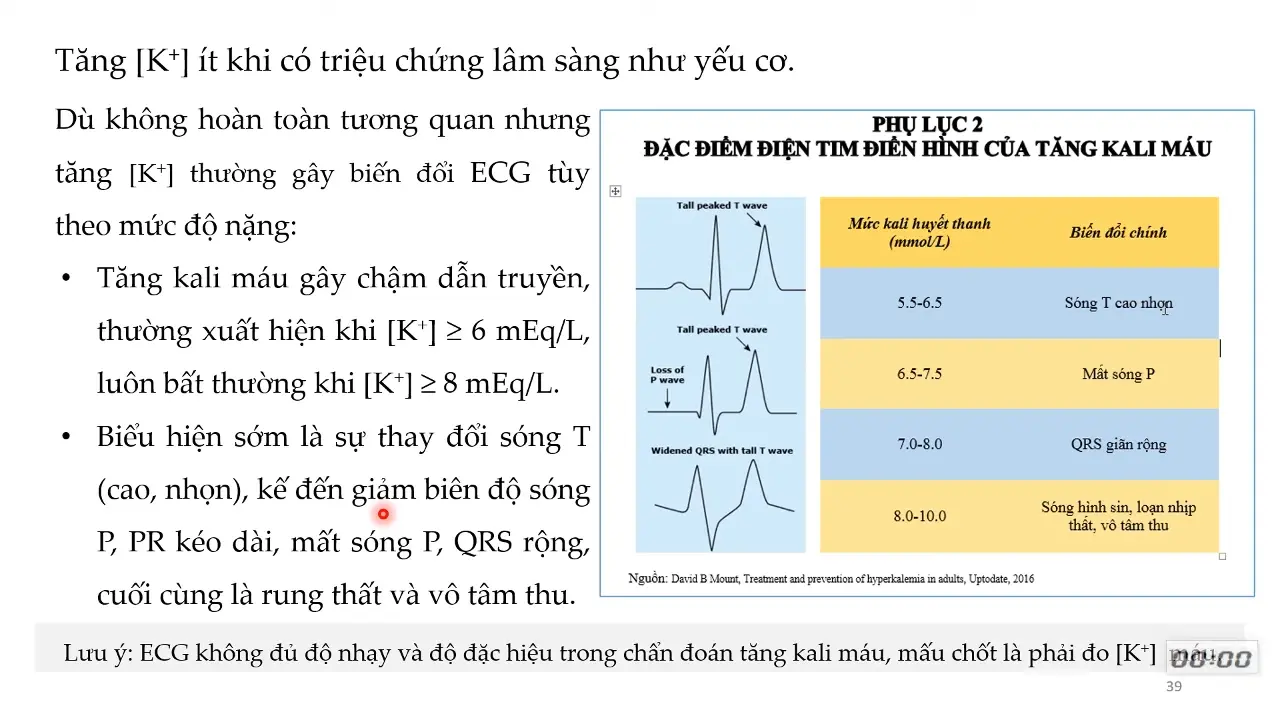 Tăng [K+] ít khi có triệu chứng lâm sàng như yếu cơ.
Dù không hoàn toàn tương quan nhưng
tăng [K+] thường gây biến đổi ECG tùy
theo mức độ nặng:
• Tăng kali máu gây chậm dẫn truyền,
thường xuất hiện khi [K+] ≥ 6 mEq/L,
luôn bất thường khi [K+] ≥ 8 mEq/L.
• Biểu hiện sớm là sự thay đổi sóng T
(cao, nhọn), kế đến giảm biên độ sóng
P, PR kéo dài, mất sóng P, QRS rộng,
cuối cùng là rung thất và vô tâm thu.
PHỤ LỤC 2
ĐẶC ĐIỂM ĐIỆN TIM ĐIỂN HÌNH CỦA TĂNG KALI MÁU
Tall peaked T wave
Tall peaked T wave
Loss of
P wave
Widened QRS with tall T wave
Mức kali huyết thanh
(mmol/L)
Biến đổi chính
5.5-6.5
Sóng T cao nhọn
6.5-7.5
Mất sóng P
7.0-8.0
QRS giãn rộng
8.0-10.0
Sóng hình sin, loạn nhịp
thất, vô tâm thu
Nguồn: David B Mount, Treatment and prevention of hyperkalemia in adults, Uptodate, 2016
Lưu ý: ECG không đủ độ nhạy và độ đặc hiệu trong chẩn đoán tăng kali máu, mấu chốt là phải đo [K+] máu.
00:00
39